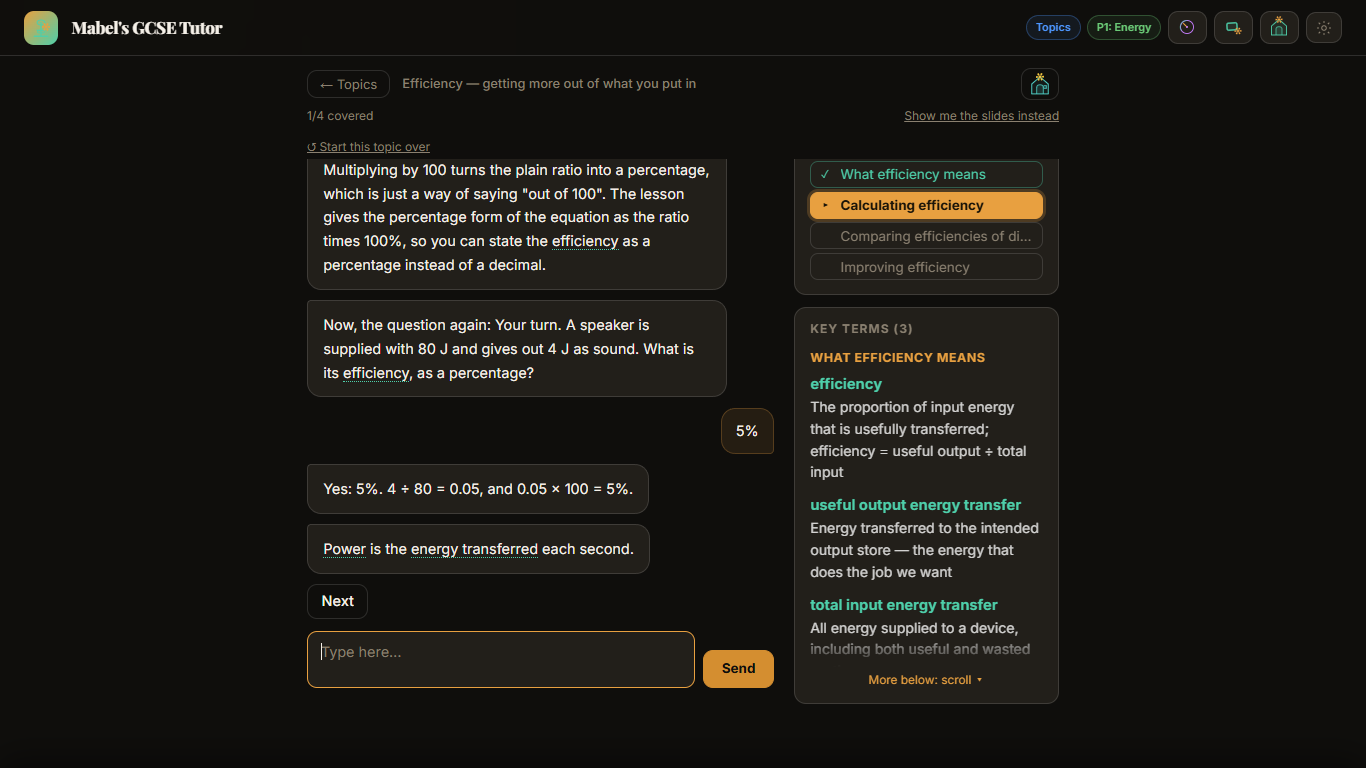 Mabel's GCSE Tutor
Topics
P1: Energy
← Topics
Efficiency — getting more out of what you put in
1/4 covered
Show me the slides instead
↺ Start this topic over
Multiplying by 100 turns the plain ratio into a percentage,
which is just a way of saying "out of 100". The lesson
gives the percentage form of the equation as the ratio
times 100%, so you can state the efficiency as a
percentage instead of a decimal.
Now, the question again: Your turn. A speaker is
supplied with 80 J and gives out 4 J as sound. What is
its efficiency, as a percentage?
5%
Yes: 5%. 4 ÷ 80 = 0.05, and 0.05 × 100 = 5%.
Power is the energy transferred each second.
Next
Type here...
Send
✓ What efficiency means
▸ Calculating efficiency
Comparing efficiencies of di...
Improving efficiency
KEY TERMS (3)
WHAT EFFICIENCY MEANS
efficiency
The proportion of input energy
that is usefully transferred;
efficiency = useful output ÷ total
input
useful output energy transfer
Energy transferred to the intended
output store — the energy that
does the job we want
total input energy transfer
All energy supplied to a device,
including both useful and wasted
More below: scroll ▾